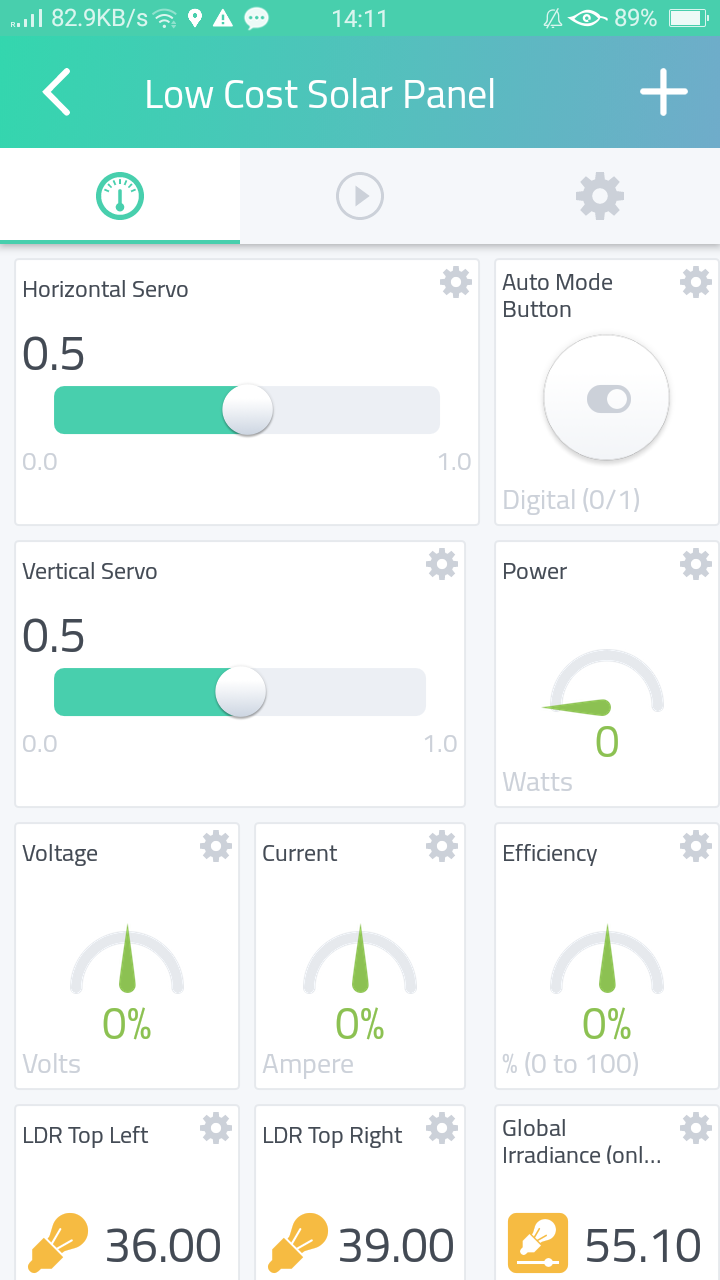 82.9KB/s 14:11 89%
Low Cost Solar Panel
Horizontal Servo
0.5
0.0 1.0
Auto Mode
Button
Digital (0/1)
Vertical Servo
0.5
0.0 1.0
Power
0
Watts
Voltage
0%
Volts
Current
0%
Ampere
Efficiency
0%
% (0 to 100)
LDR Top Left
36.00
LDR Top Right
39.00
Global
Irradiance (onl...
55.10